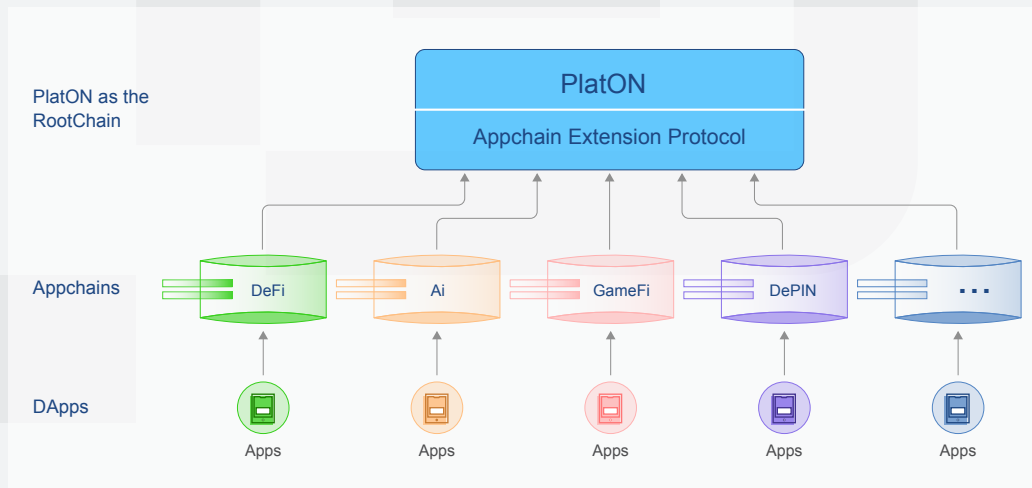 PlatON
PlatON as the
RootChain
Appchain Extension Protocol
Appchains
DeFi
Ai
GameFi
DePIN
...
DApps
Apps
Apps
Apps
Apps
Apps